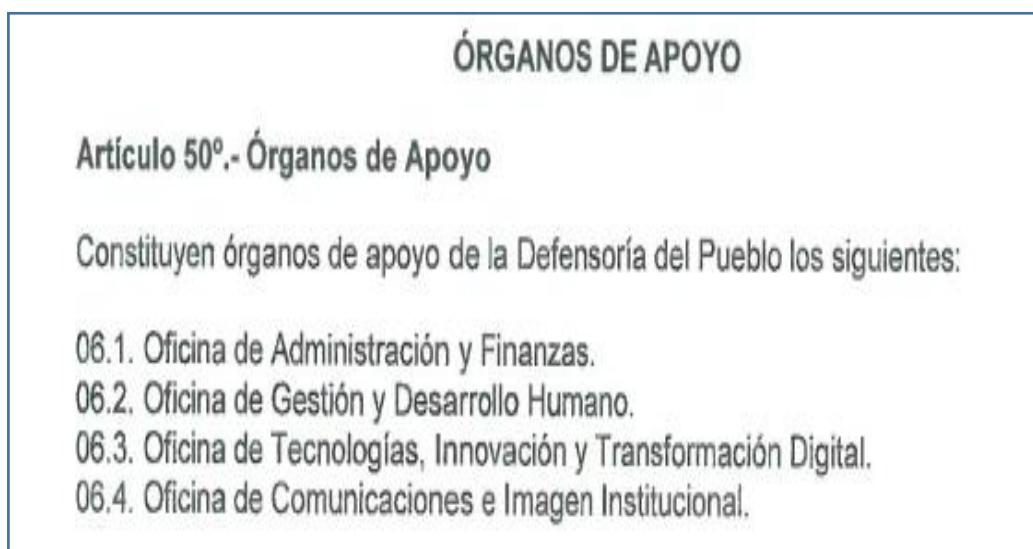 ÓRGANOS DE APOYO
Artículo 50º.- Órganos de Apoyo
Constituyen órganos de apoyo de la Defensoría del Pueblo los siguientes:
06.1. Oficina de Administración y Finanzas.
06.2. Oficina de Gestión y Desarrollo Humano.
06.3. Oficina de Tecnologías, Innovación y Transformación Digital.
06.4. Oficina de Comunicaciones e Imagen Institucional.